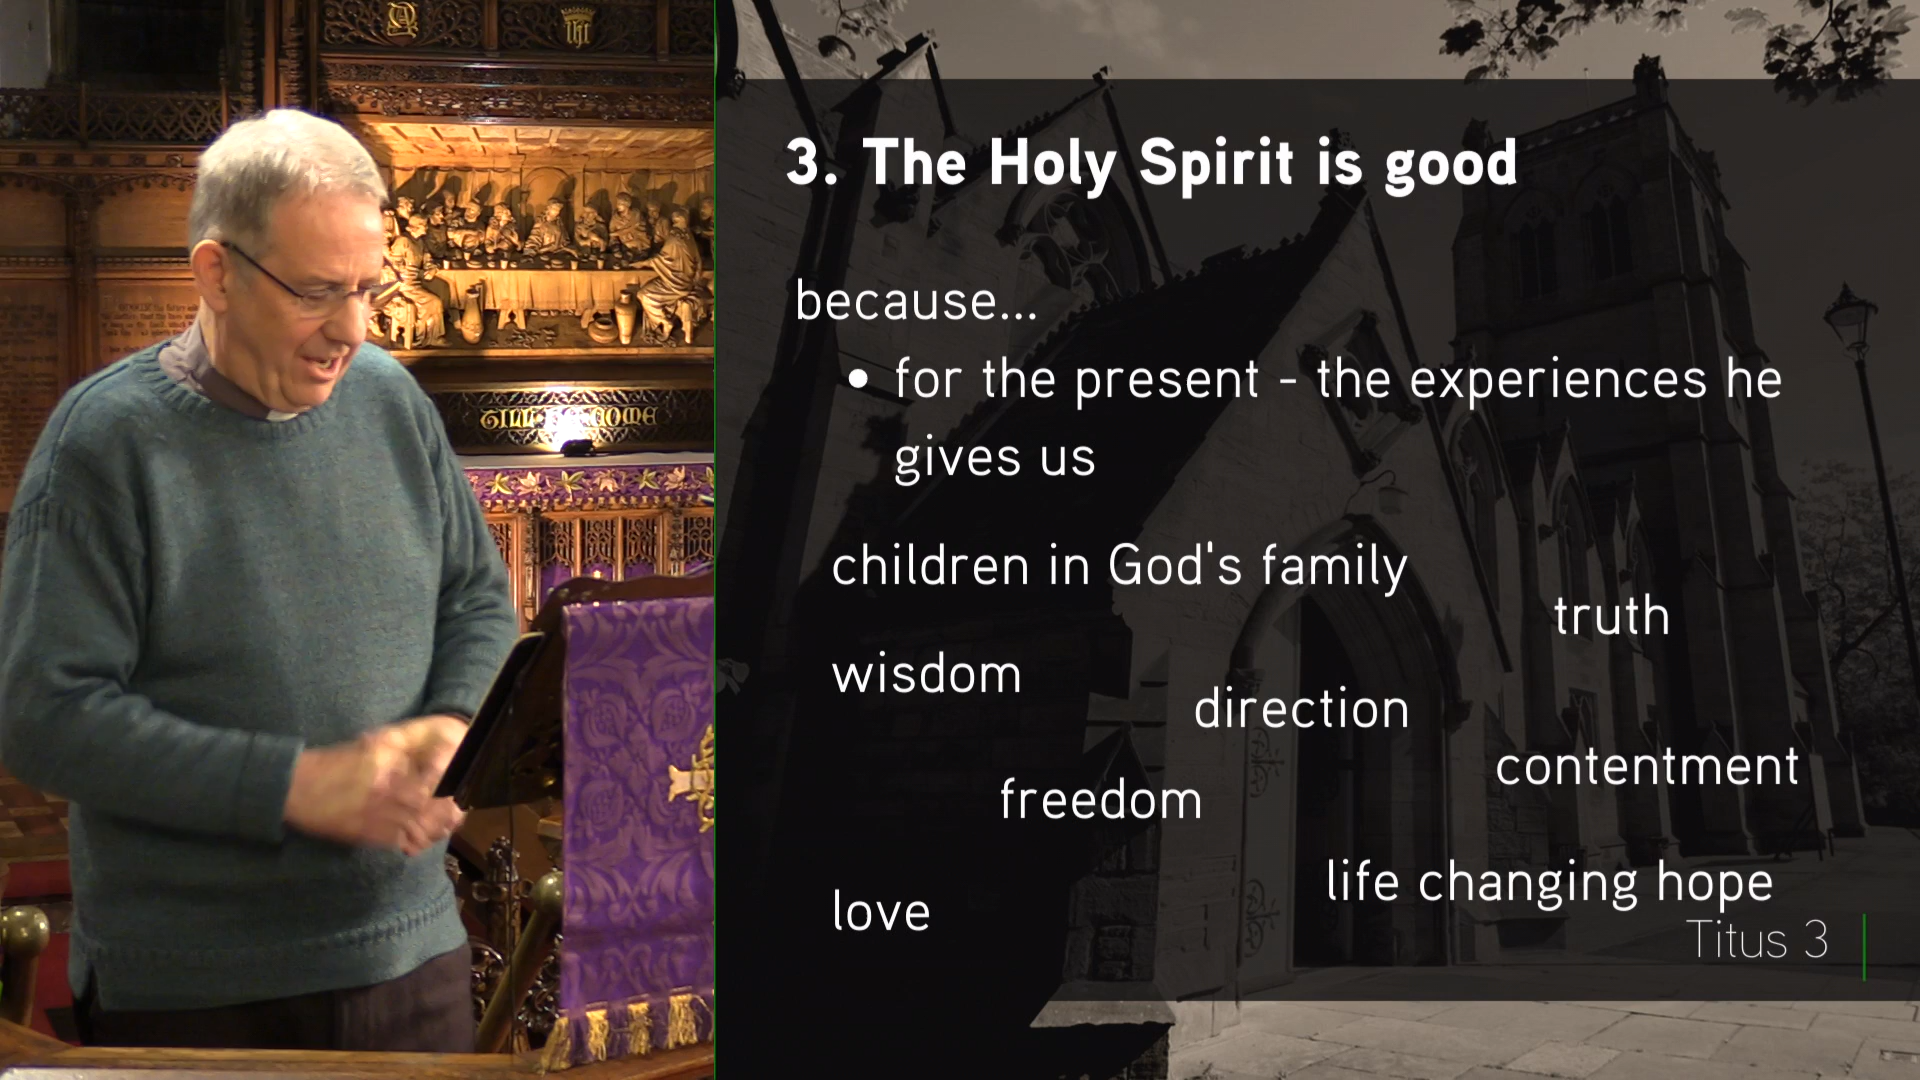 3. The Holy Spirit is good
because...
• for the present - the experiences he
gives us
children in God's family
truth
wisdom
direction
contentment
freedom
life changing hope
love
Titus 3